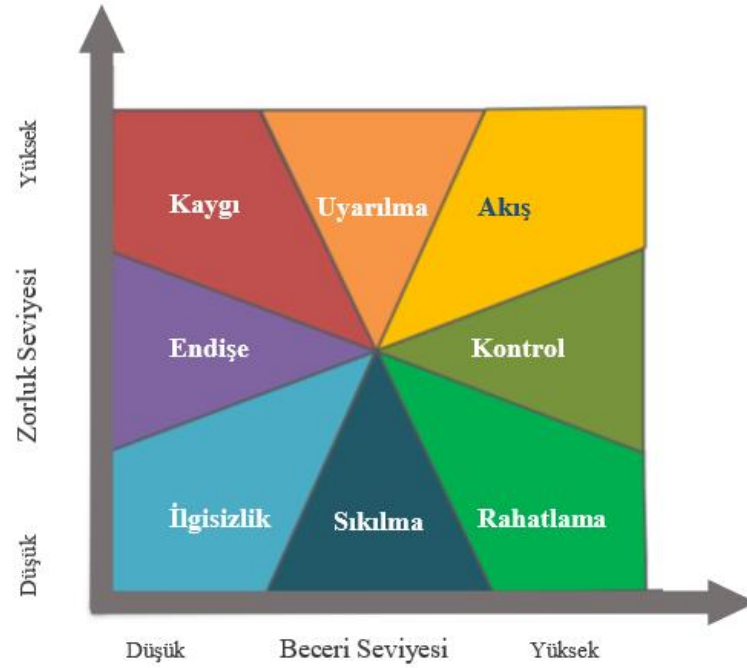 Yüksek
Kaygı
Uyarılma
Akış
Zorluk Seviyesi
Endişe
Kontrol
İlgisizlik
Sıkılma
Rahatlama
Düşük
Düşük
Beceri Seviyesi
Yüksek